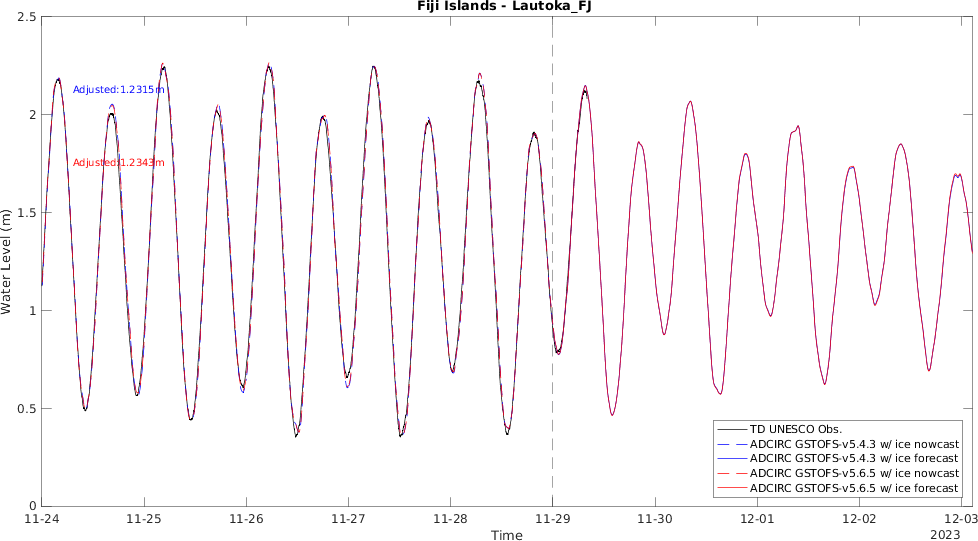 Fiji Islands - Lautoka_FJ
2.5
2
1.5
1
0.5
0
Water Level (m)
Adjusted:1.2315m
Adjusted:1.2343m
TD UNESCO Obs.
ADCIRC GSTOFS-v5.4.3 w/ ice nowcast
ADCIRC GSTOFS-v5.4.3 w/ ice forecast
ADCIRC GSTOFS-v5.6.5 w/ ice nowcast
ADCIRC GSTOFS-v5.6.5 w/ ice forecast
11-24 11-25 11-26 11-27 11-28 11-29 11-30 12-01 12-02 12-03
Time
2023